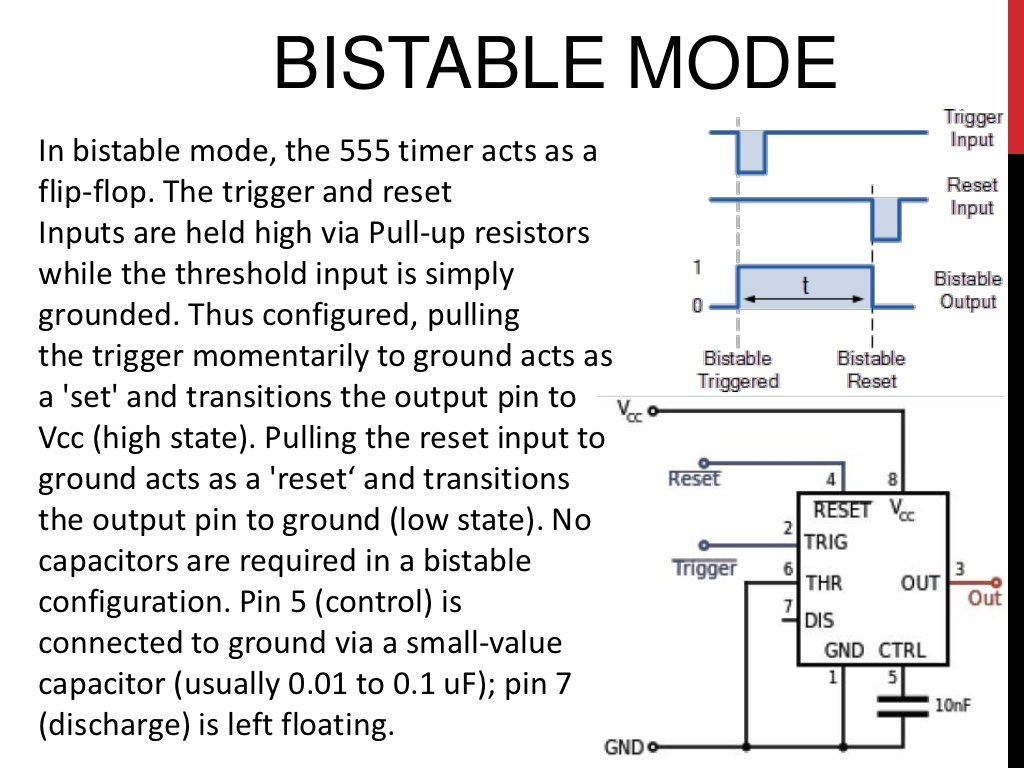 BISTABLE MODE
In bistable mode, the 555 timer acts as a
flip-flop. The trigger and reset
Inputs are held high via Pull-up resistors
while the threshold input is simply
grounded. Thus configured, pulling
the trigger momentarily to ground acts as
a 'set' and transitions the output pin to
Vcc (high state). Pulling the reset input to
ground acts as a 'reset‘ and transitions
the output pin to ground (low state). No
capacitors are required in a bistable
configuration. Pin 5 (control) is
connected to ground via a small-value
capacitor (usually 0.01 to 0.1 uF); pin 7
(discharge) is left floating.
Trigger
Input
Reset
Input
1
0
t
Bistable
Output
Bistable
Triggered
Bistable
Reset
Vcc
Reset
4
8
RESET
Vcc
2
TRIG
Trigger
6
THR
OUT
3
Out
7
DIS
GND
CTRL
1
5
10nF
GND